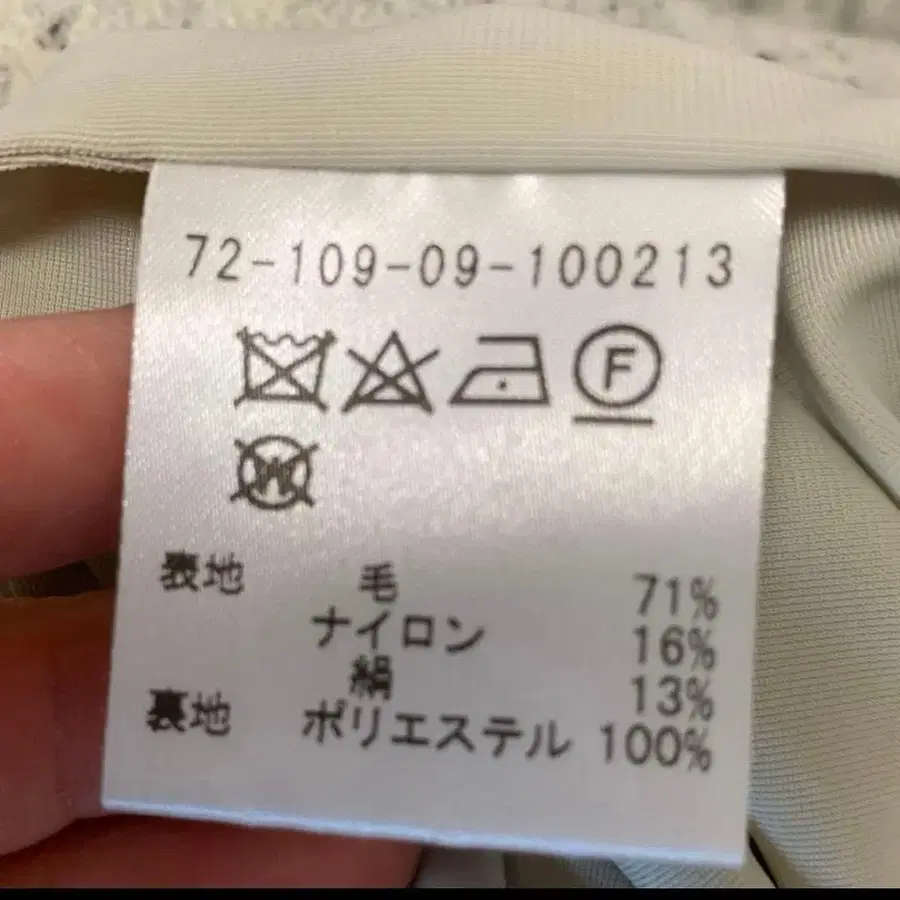 72-109-09-100213
F
W
表地 毛 71%
ナイロン 16%
絹 13%
裏地 ポリエステル 100%